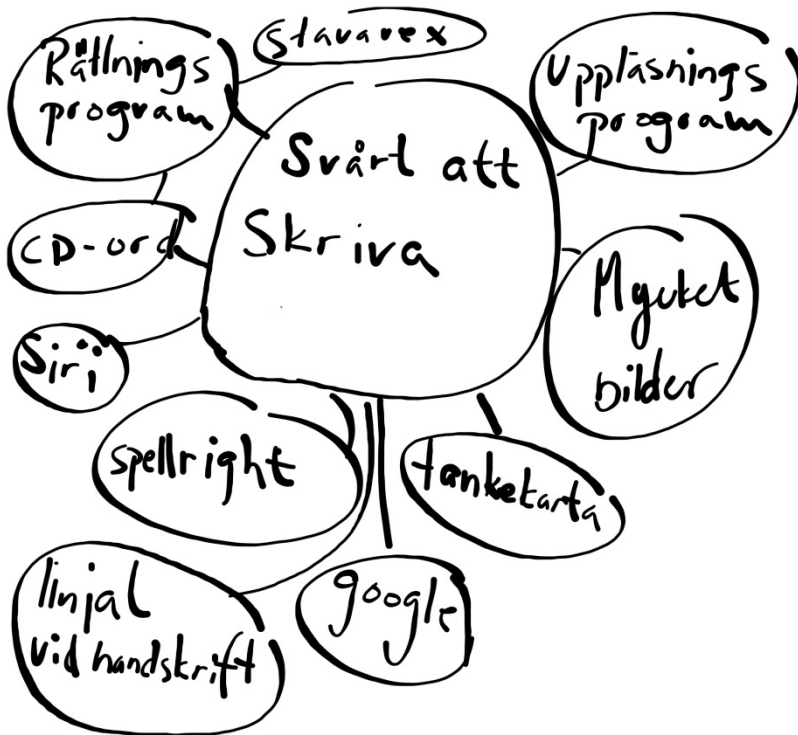 Stavarex
Rättnings
program
Uppläsnings
program
Svårt att
Skriva
CD-ord
Mycket
bilder
Siri
spellright
tankekarta
google
linjal
vid handskrift